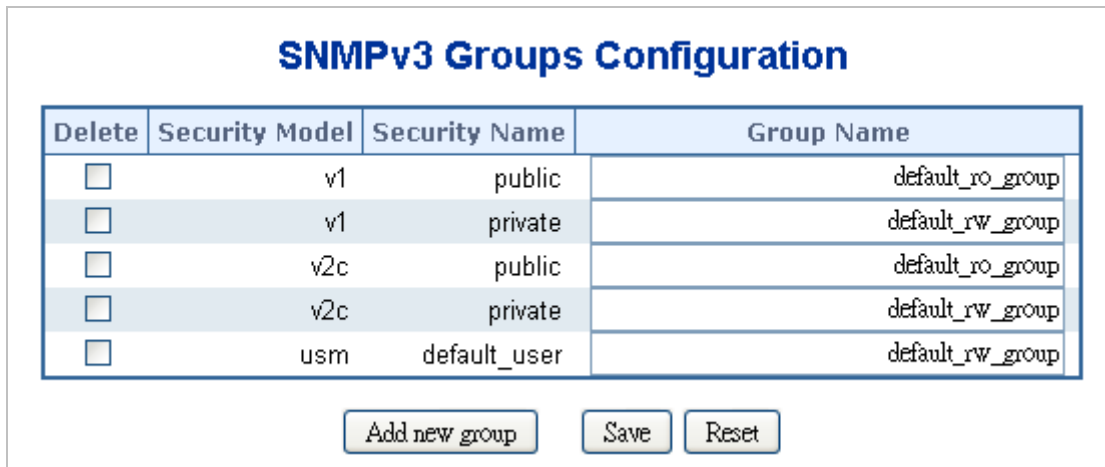 SNMPv3 Groups Configuration
Delete Security Model Security Name Group Name
v1 public default_ro_group
v1 private default_rw_group
v2c public default_ro_group
v2c private default_rw_group
usm default_user default_rw_group
Add new group Save Reset